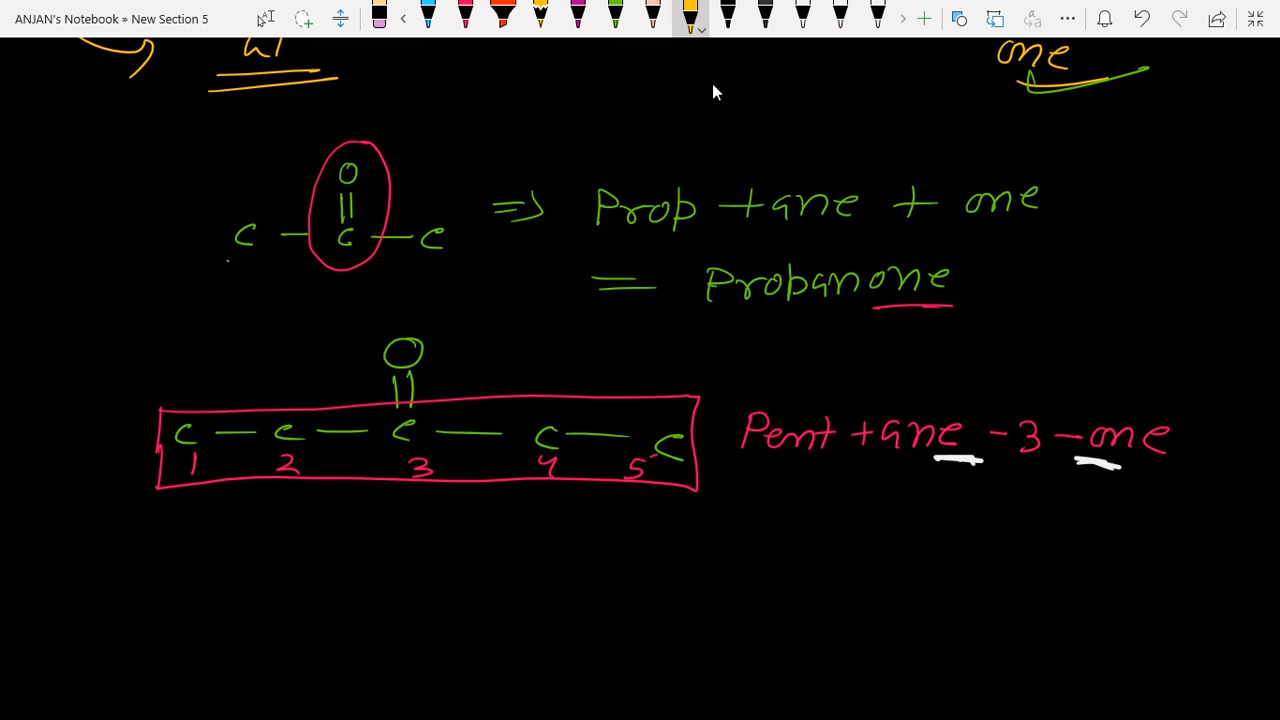 ANJAN's Notebook » New Section 5
one
O
C — C — C ⇒ Prop + ane + one
= Propanone
O
C — C — C — C — C Pent + ane - 3 - one
1 2 3 4 5